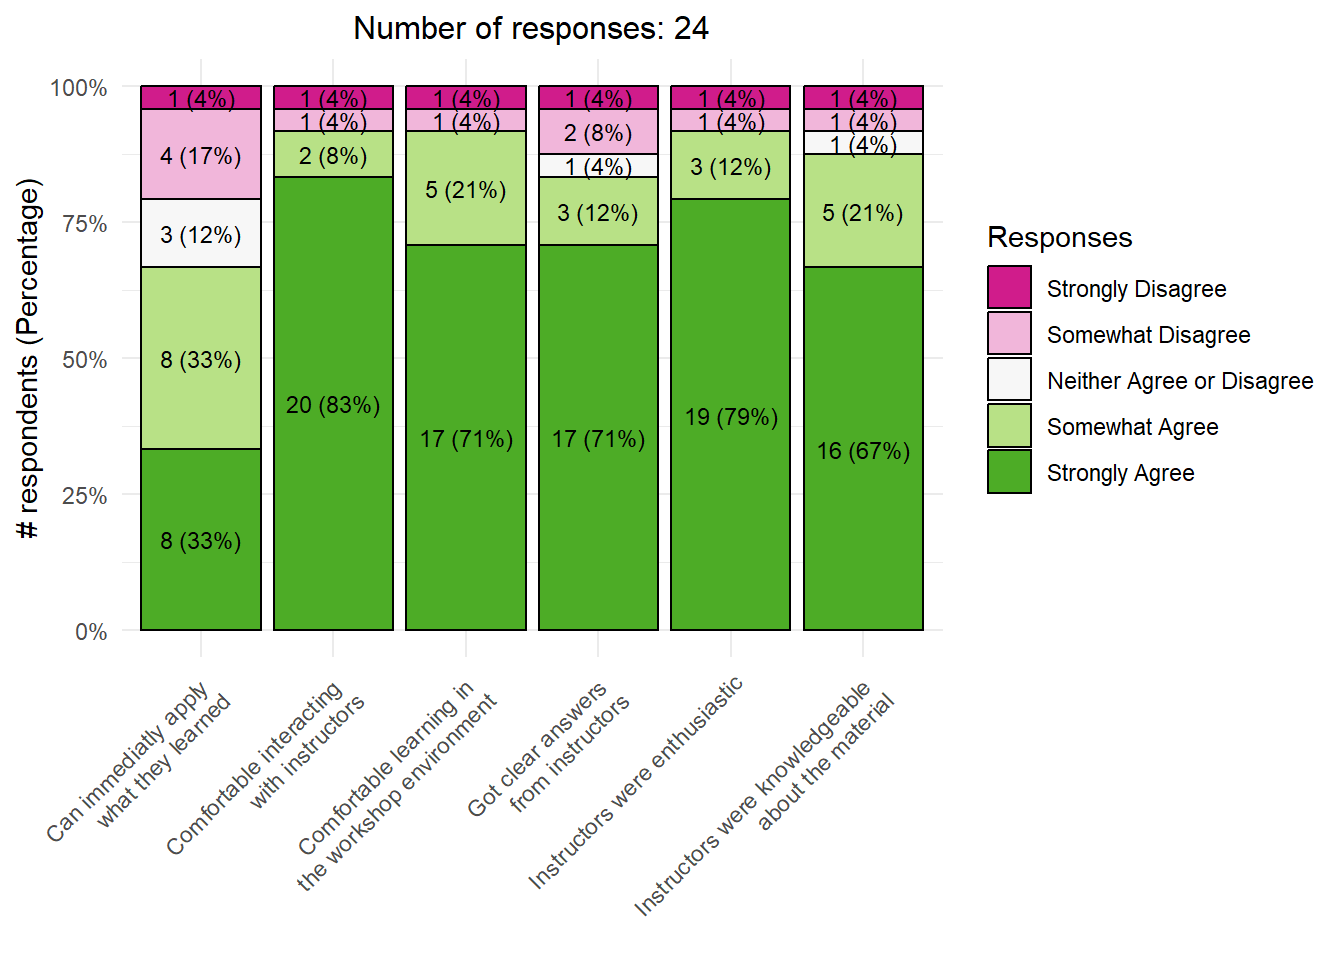 Number of responses: 24
# respondents (Percentage)
100%
75%
50%
25%
0%
1 (4%)
4 (17%)
3 (12%)
8 (33%)
8 (33%)
1 (4%)
1 (4%)
2 (8%)
20 (83%)
1 (4%)
1 (4%)
5 (21%)
17 (71%)
1 (4%)
2 (8%)
1 (4%)
3 (12%)
17 (71%)
1 (4%)
1 (4%)
3 (12%)
19 (79%)
1 (4%)
1 (4%)
1 (4%)
5 (21%)
16 (67%)
Can immediatly apply
what they learned
Comfortable interacting
with instructors
Comfortable learning in
the workshop environment
Got clear answers
from instructors
Instructors were enthusiastic
Instructors were knowledgeable
about the material
Responses
Strongly Disagree
Somewhat Disagree
Neither Agree or Disagree
Somewhat Agree
Strongly Agree